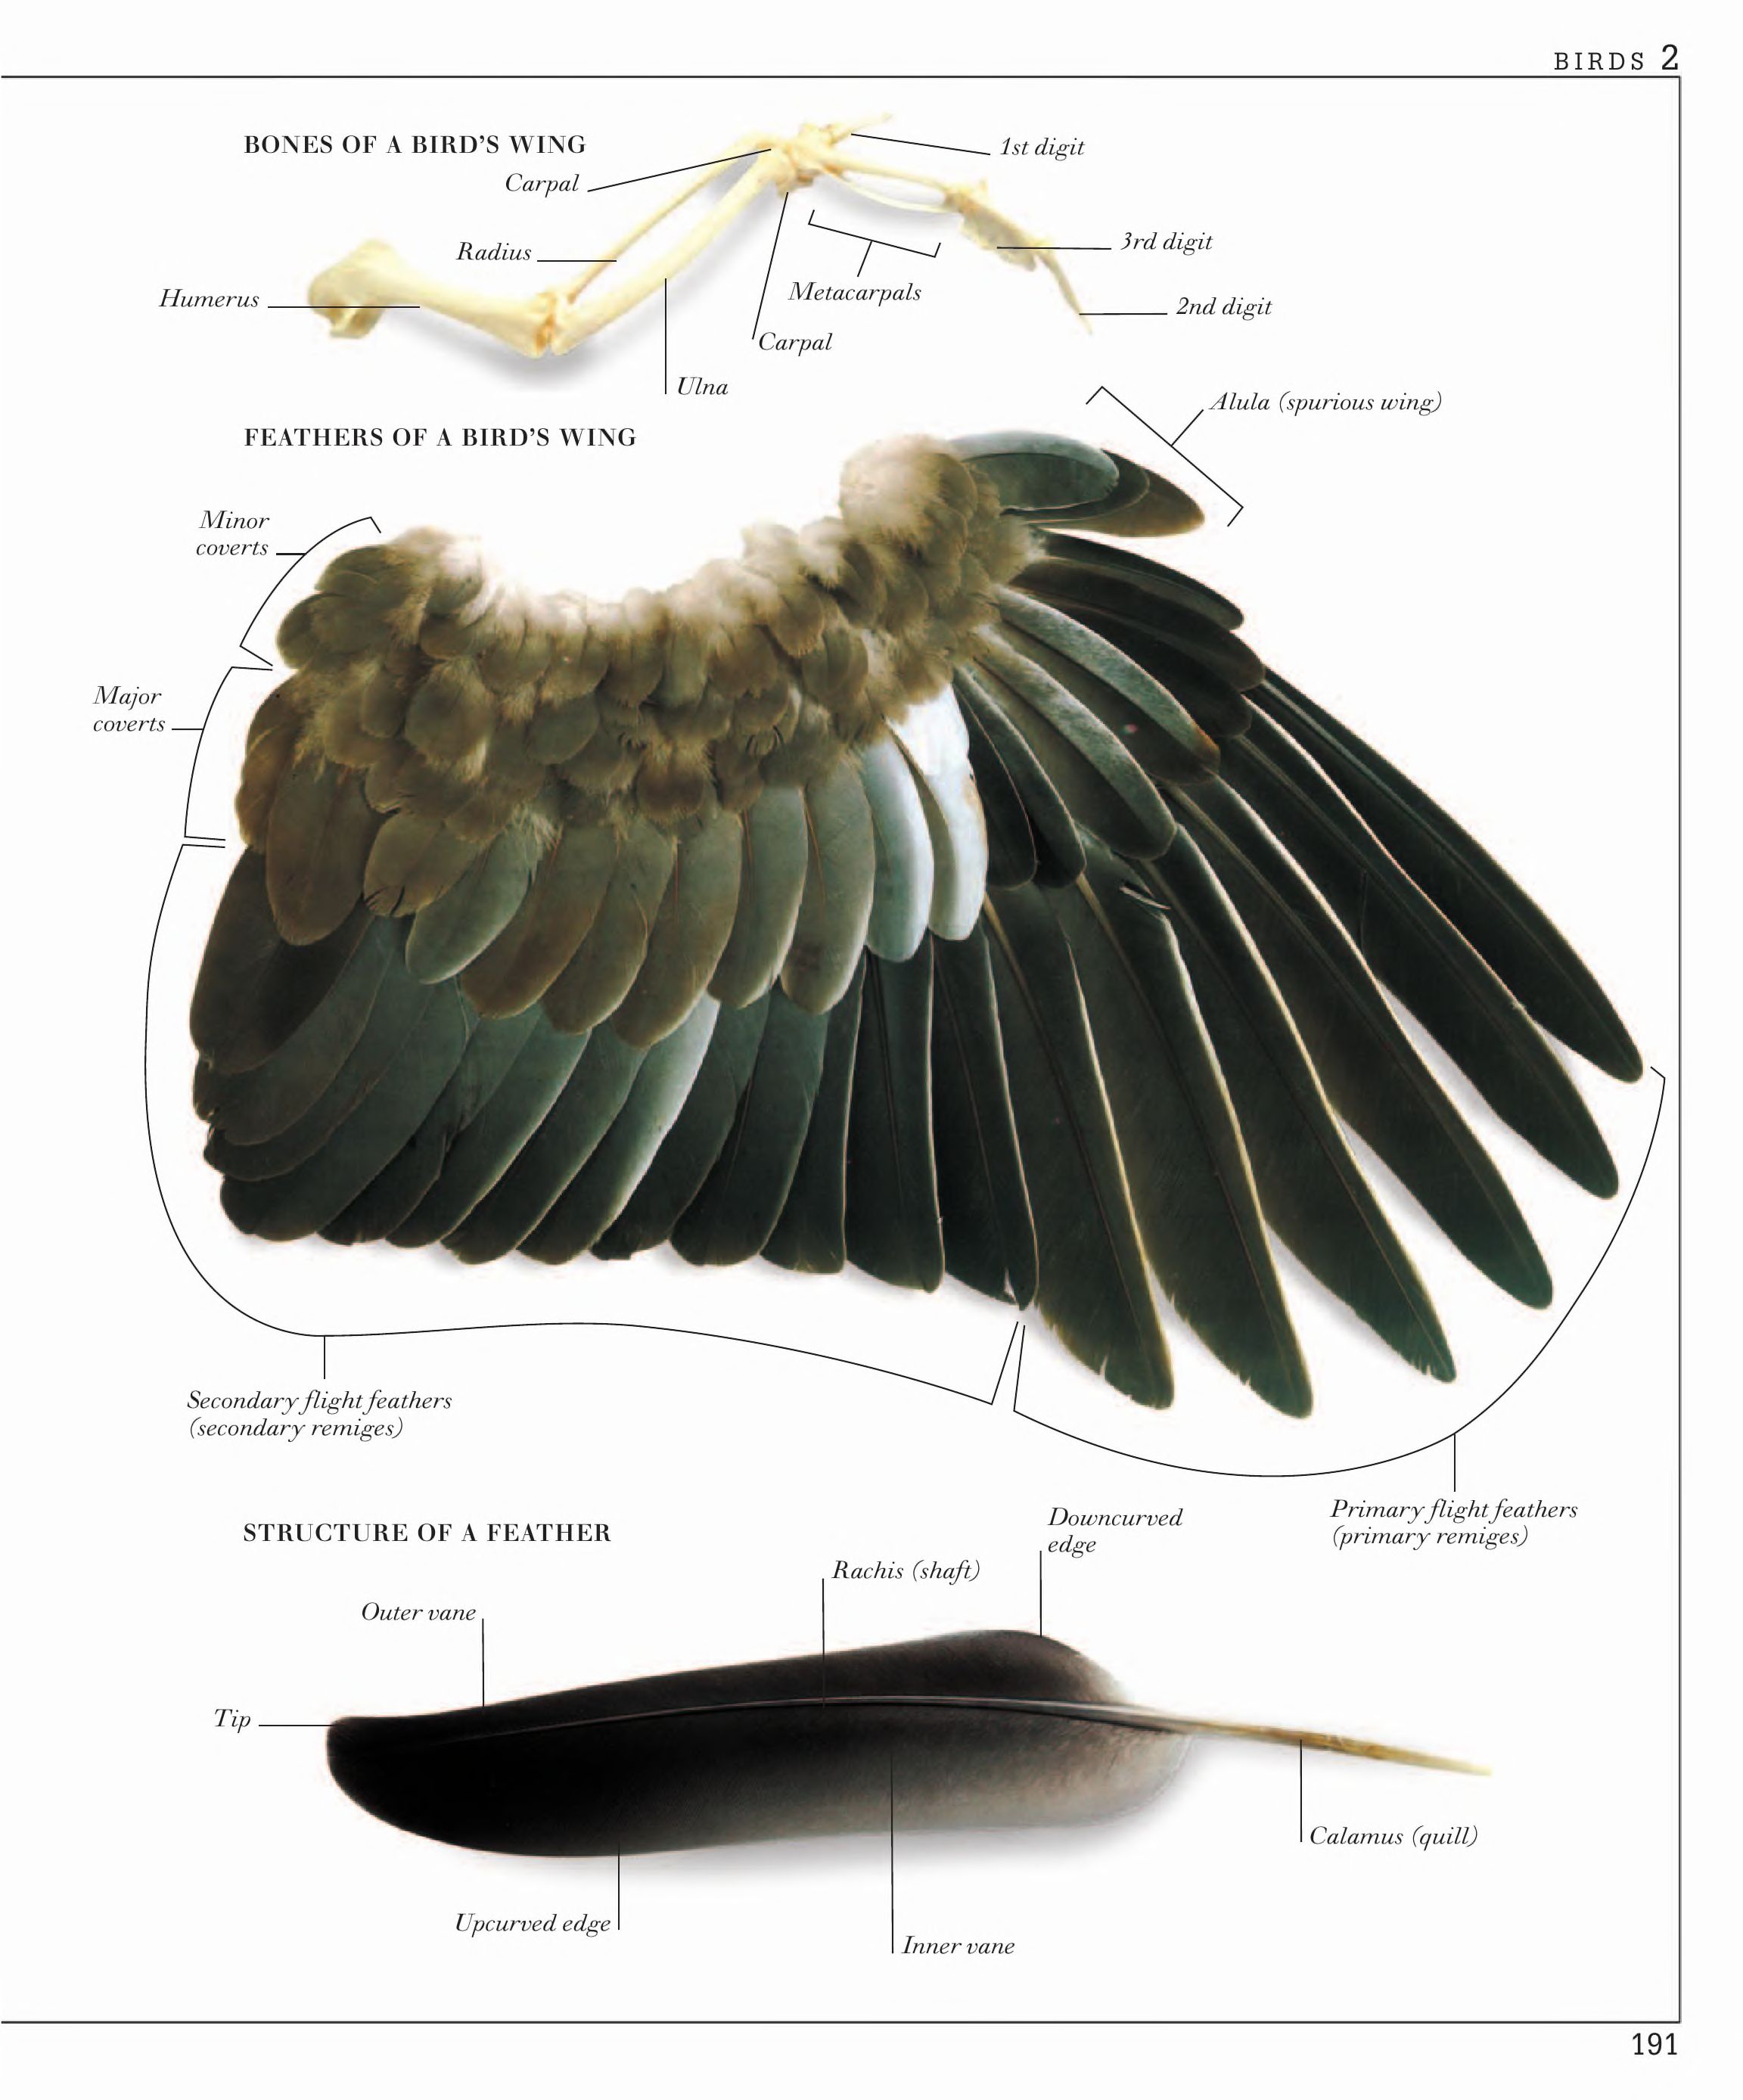 BIRDS 2
BONES OF A BIRD'S WING
1st digit
Carpal
3rd digit
Radius
Metacarpals
Humerus
2nd digit
Carpal
Ulna
Alula (spurious wing)
FEATHERS OF A BIRD'S WING
Minor
coverts
Major
coverts
Secondary flight feathers
(secondary remiges)
Primary flight feathers
(primary remiges)
STRUCTURE OF A FEATHER
Downcurved
edge
Rachis (shaft)
Outer vane
Tip
Calamus (quill)
Upcurved edge
Inner vane
191